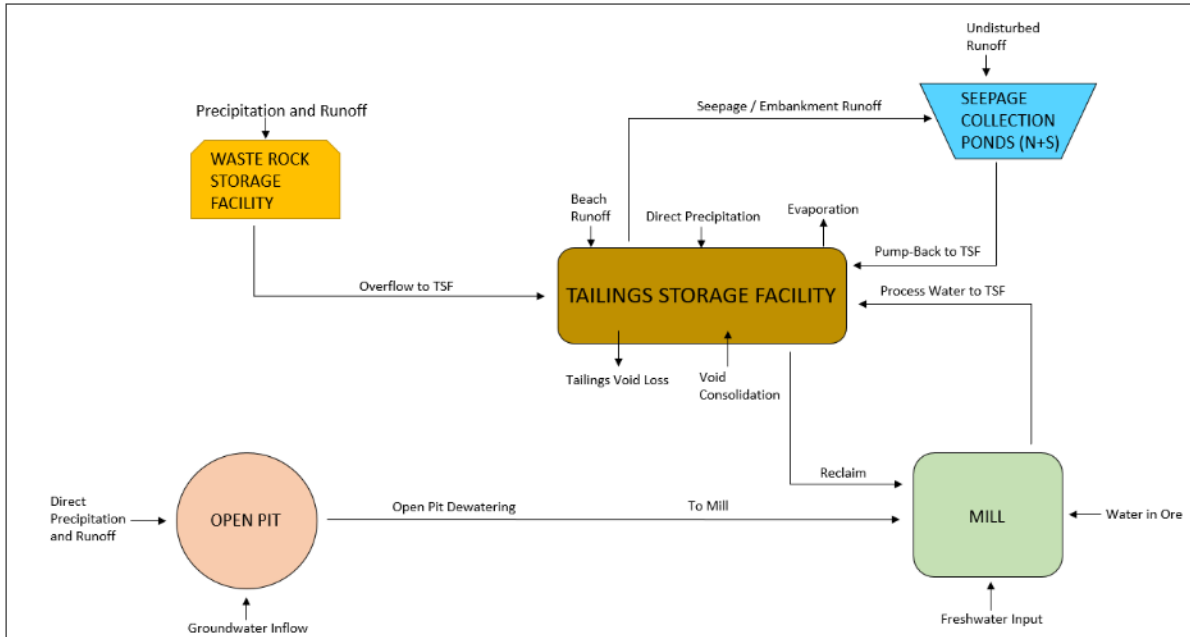 Undisturbed
Runoff
SEEPAGE
COLLECTION
PONDS (N+S)
Seepage / Embankment Runoff
Precipitation and Runoff
WASTE ROCK
STORAGE
FACILITY
Beach
Runoff
Direct Precipitation
Evaporation
Pump-Back to TSF
Overflow to TSF
TAILINGS STORAGE FACILITY
Process Water to TSF
Tailings Void Loss
Void
Consolidation
Reclaim
Direct
Precipitation
and Runoff
OPEN PIT
Open Pit Dewatering
To Mill
MILL
Water in Ore
Groundwater Inflow
Freshwater Input